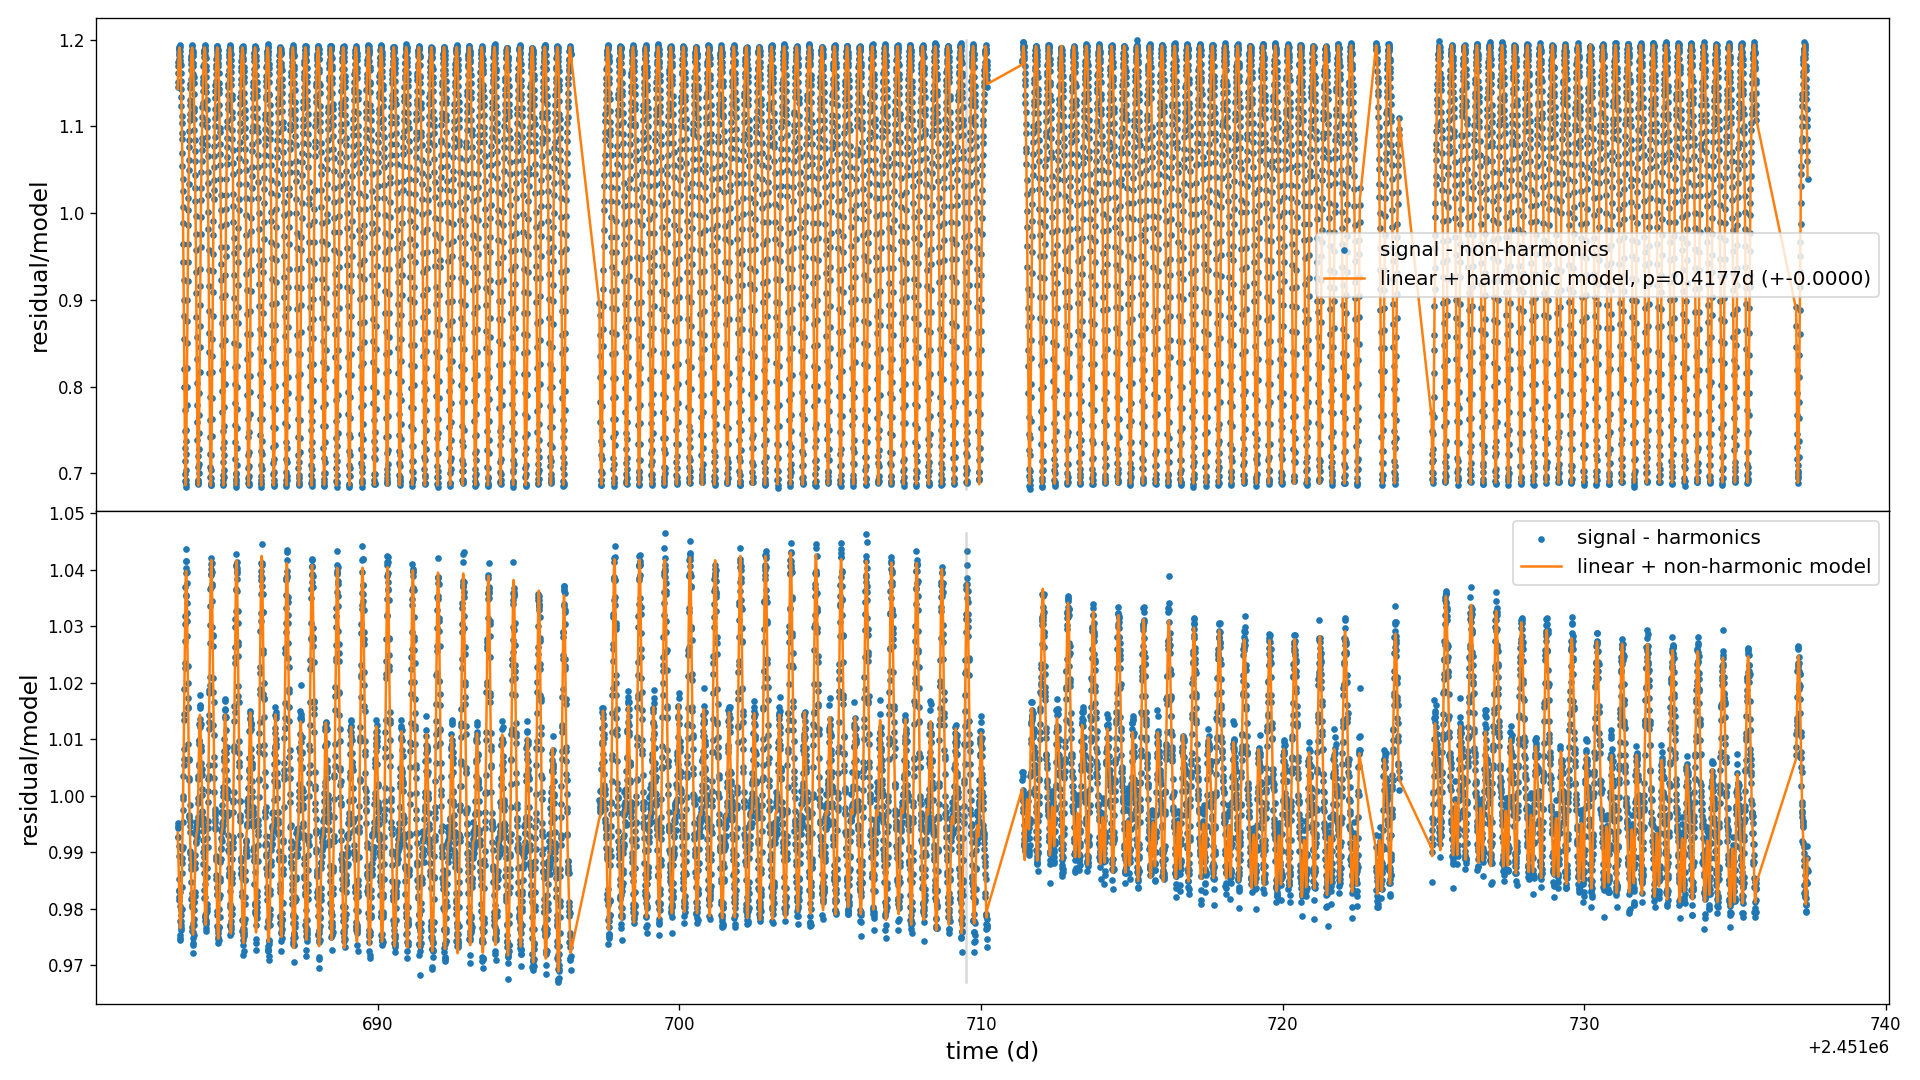 1.2
1.1
1.0
0.9
0.8
0.7
residual/model
signal - non-harmonics
linear + harmonic model, p=0.4177d (+-0.0000)
1.05
1.04
1.03
1.02
1.01
1.00
0.99
0.98
0.97
residual/model
signal - harmonics
linear + non-harmonic model
690
700
710
720
730
740
time (d)
+2.451e6